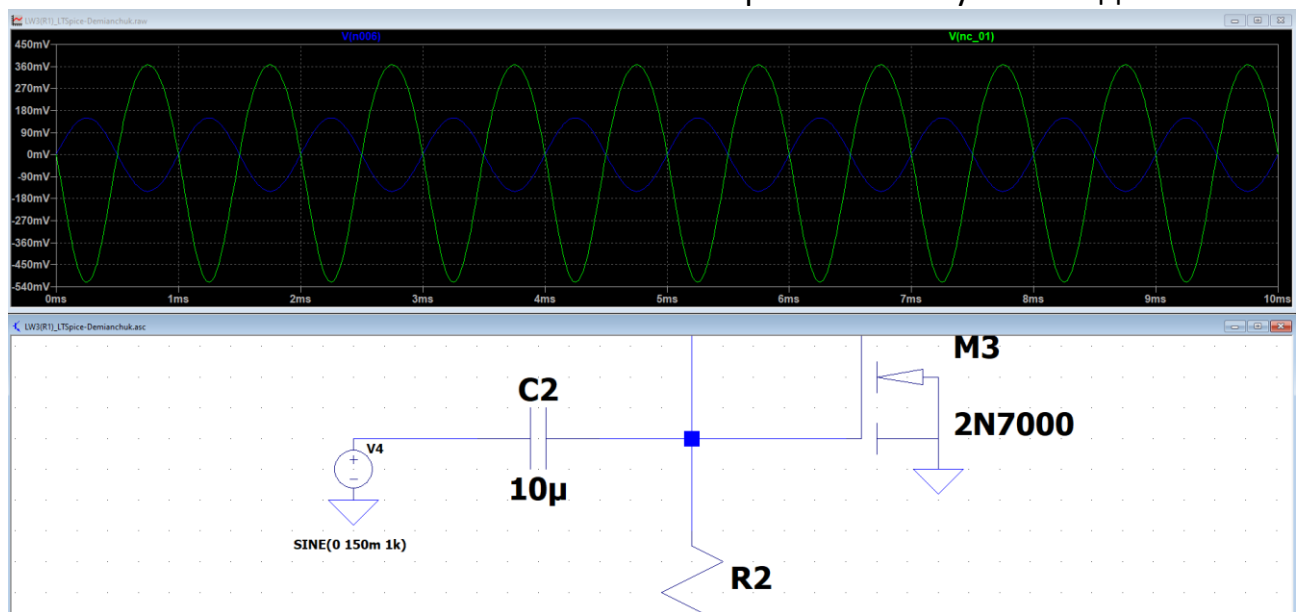 LW3(R1)_LTSpice-Demianchuk.raw
V(n006)
V(nc_01)
450mV
360mV
270mV
180mV
90mV
0mV
-90mV
-180mV
-270mV
-360mV
-450mV
-540mV
0ms
1ms
2ms
3ms
4ms
5ms
6ms
7ms
8ms
9ms
10ms
LW3(R1)_LTSpice-Demianchuk.asc
M3
C2
2N7000
V4
10µ
SINE(0 150m 1k)
R2